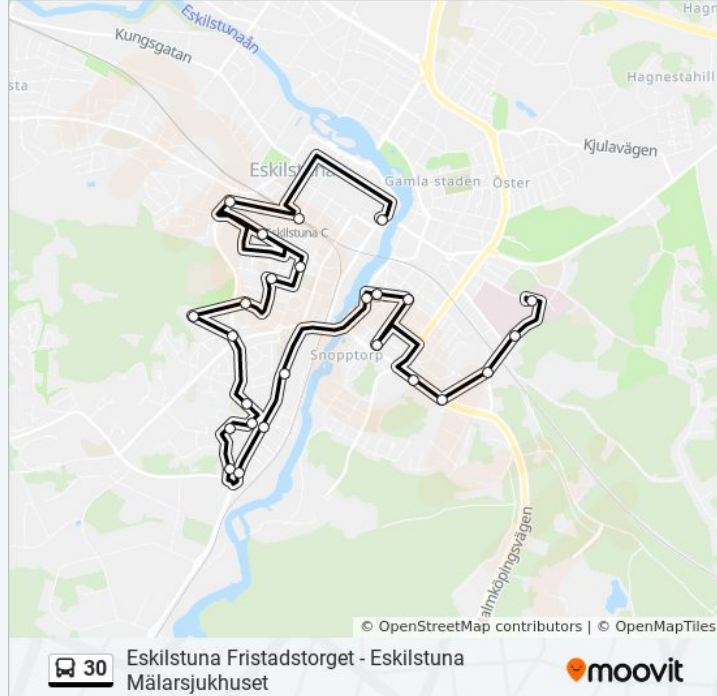 Hagn
Eskilstunaån
Kungsgatan
sta
Hagnestahill
Kjulavägen
Eskilstuna
Gamla staden
Öster
Eskilstuna C
Snopptorp
almköpingsvägen
© OpenStreetMap contributors | © OpenMapTiles
30
Eskilstuna Fristadstorget - Eskilstuna
Mälarsjukhuset
moovit